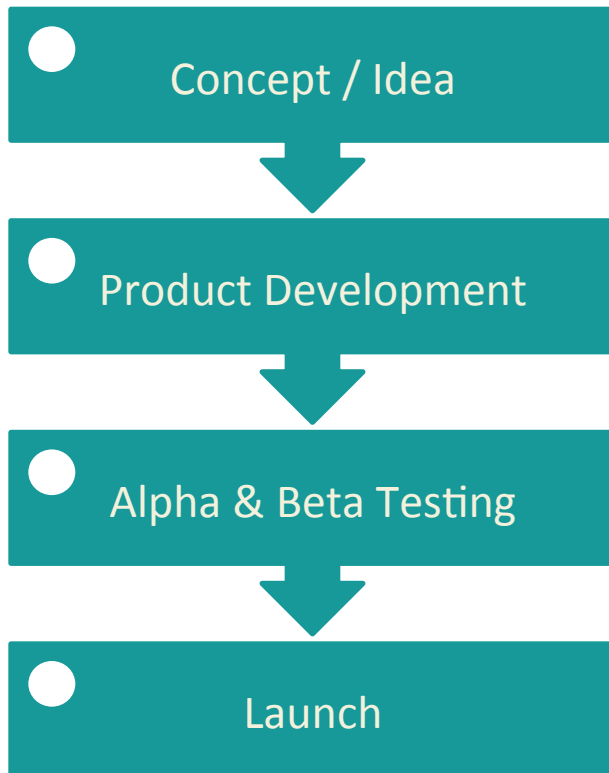 Concept / Idea
Product Development
Alpha & Beta Testing
Launch